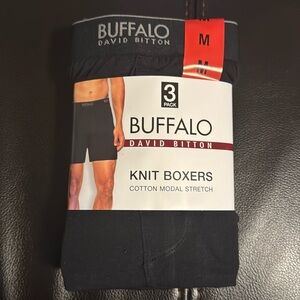 BUFFALO
DAVID BITTON
M
M
3
PACK
BUFFALO
DAVID BITTON
KNIT BOXERS
COTTON MODAL STRETCH